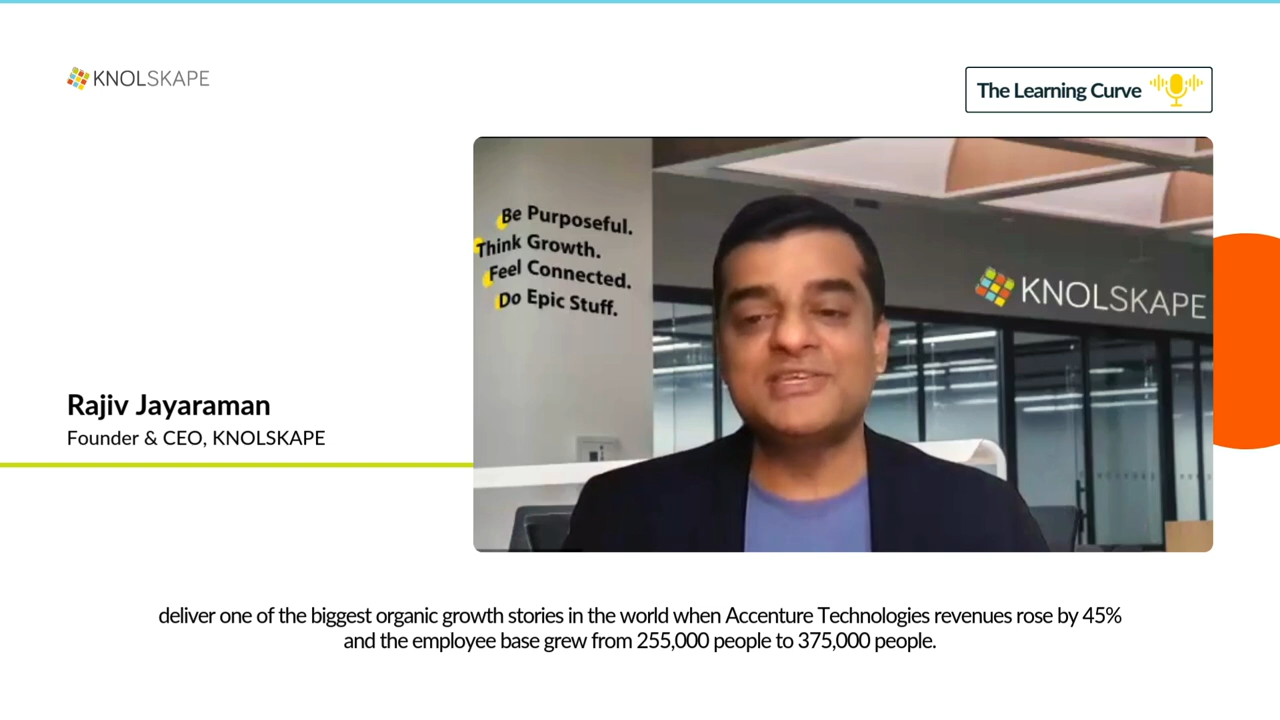 KNOLSKAPE
The Learning Curve
Be Purposeful.
Think Growth.
Feel Connected.
Do Epic Stuff.
KNOLSKAPE
Rajiv Jayaraman
Founder & CEO, KNOLSKAPE
deliver one of the biggest organic growth stories in the world when Accenture Technologies revenues rose by 45%
and the employee base grew from 255,000 people to 375,000 people.